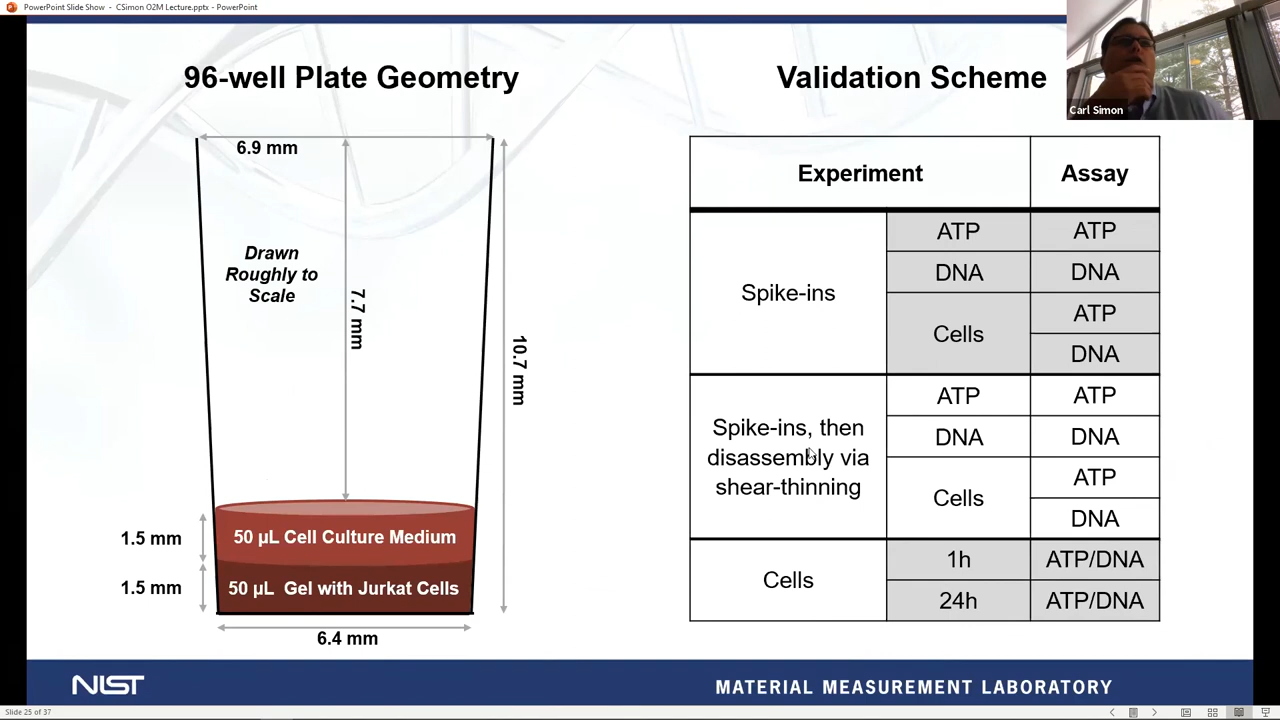 PowerPoint Slide Show - CSimon O2M Lecture.pptx - PowerPoint
Carl Simon
96-well Plate Geometry
6.9 mm
Drawn
Roughly to
Scale
7.7 mm
10.7 mm
1.5 mm
50 µL Cell Culture Medium
1.5 mm
50 µL Gel with Jurkat Cells
6.4 mm
Validation Scheme
Experiment
Assay
Spike-ins
ATP
ATP
DNA
DNA
Cells
ATP
DNA
Spike-ins, then
disassembly via
shear-thinning
ATP
ATP
DNA
DNA
Cells
ATP
DNA
Cells
1h
ATP/DNA
24h
ATP/DNA
NIST
MATERIAL MEASUREMENT LABORATORY
Slide 25 of 37